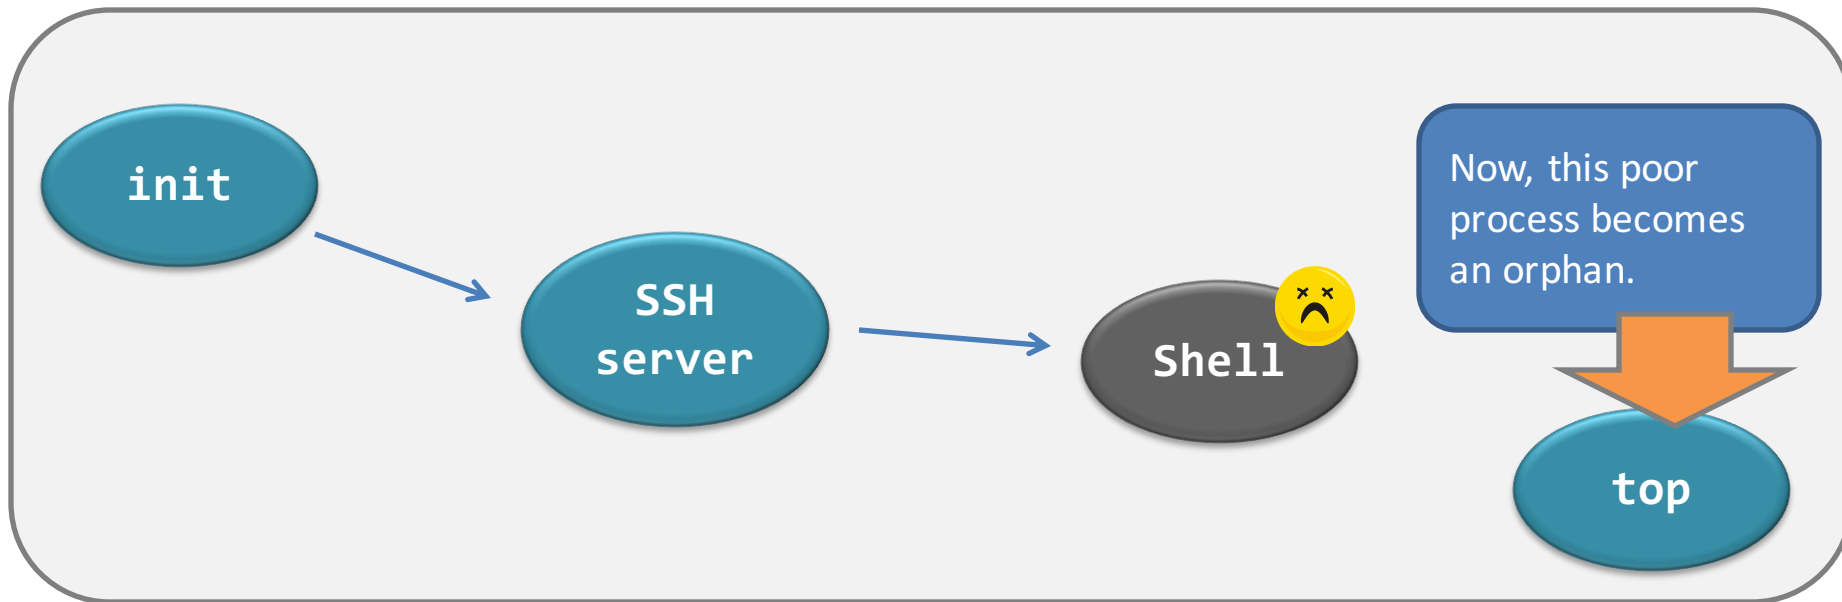 init
SSH
server
Shell
Now, this poor
process becomes
an orphan.
top